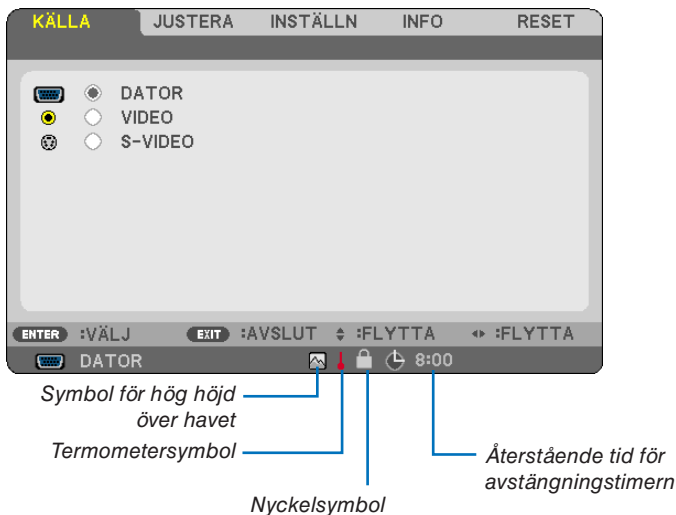 KÄLLA JUSTERA INSTÄLLN INFO RESET
DATOR
VIDEO
S-VIDEO
ENTER :VÄLJ EXIT :AVSLUT :FLYTTA :FLYTTA
DATOR 8:00
Symbol för hög höjd
över havet
Termometersymbol
Återstående tid för
avstängningstimern
Nyckelsymbol